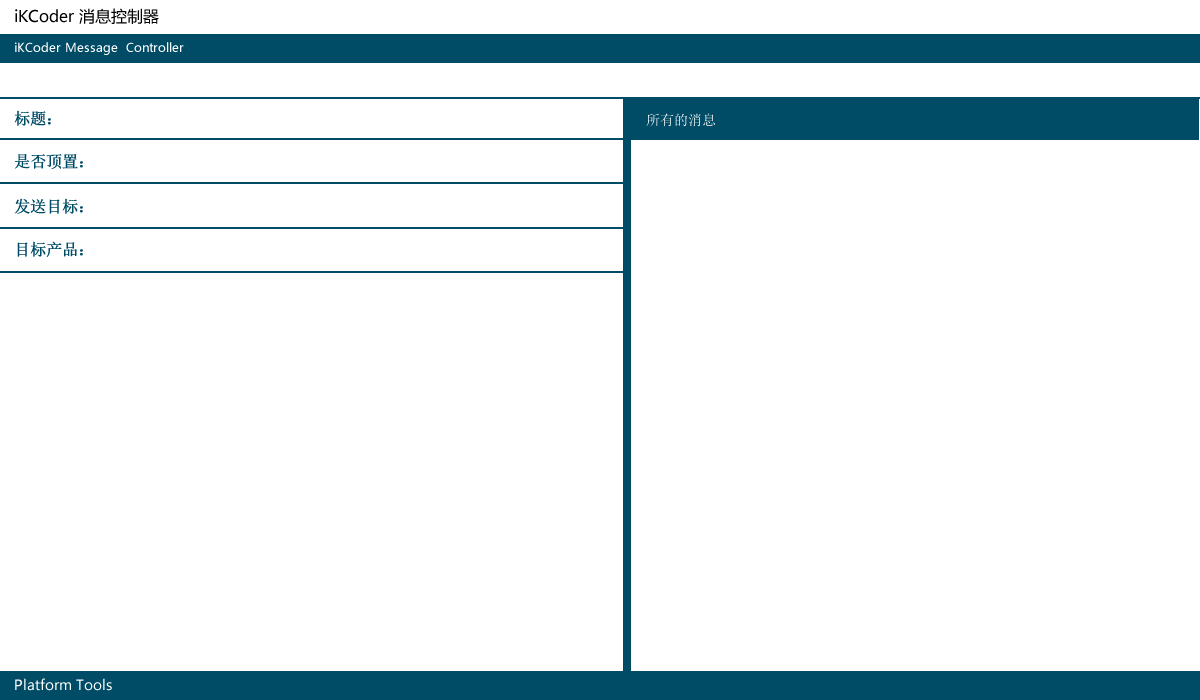 iKCoder 消息控制器
iKCoder Message  Controller
标题：
所有的消息
是否顶置：
发送目标：
目标产品：
Platform Tools